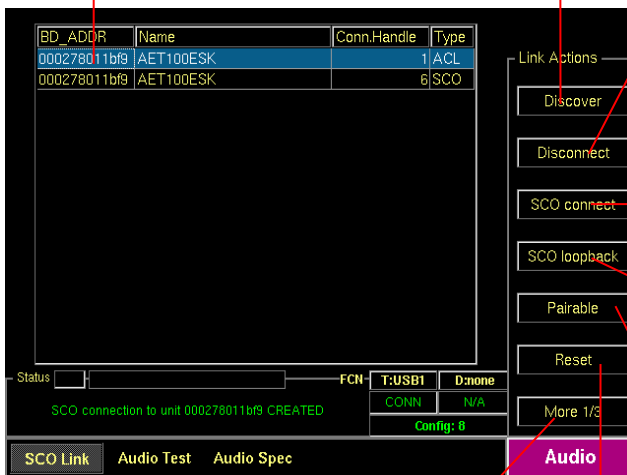 BD_ADDR Name Conn.Handle Type
000278011bf9 AET100ESK 1 ACL
000278011bf9 AET100ESK 6 SCO
Link Actions
Discover
Disconnect
SCO connect
SCO loopback
Pairable
Reset
More 1/3
Status FCN T:USB1 D:none
SCO connection to unit 000278011bf9 CREATED
CONN N/A
Config: 8
SCO Link Audio Test Audio Spec Audio